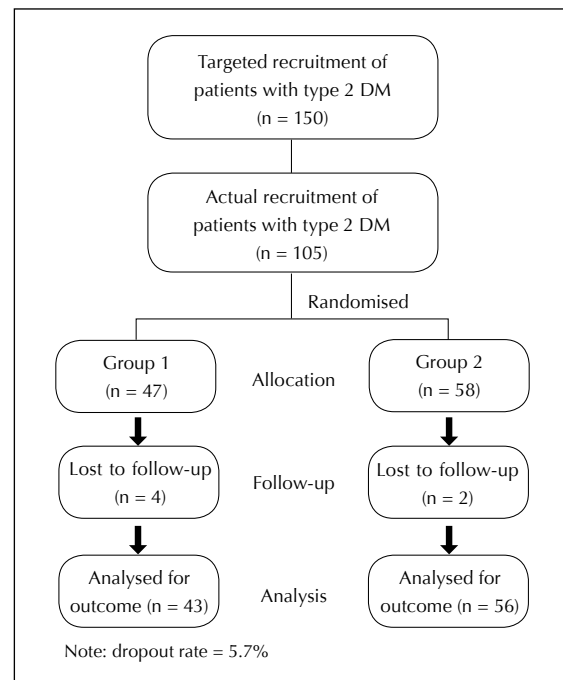 Targeted recruitment of
patients with type 2 DM
(n = 150)
Actual recruitment of
patients with type 2 DM
(n = 105)
Randomised
Group 1
(n = 47)
Allocation
Group 2
(n = 58)
Lost to follow-up
(n = 4)
Follow-up
Lost to follow-up
(n = 2)
Analysed for
outcome (n = 43)
Analysis
Analysed for
outcome (n = 56)
Note: dropout rate = 5.7%